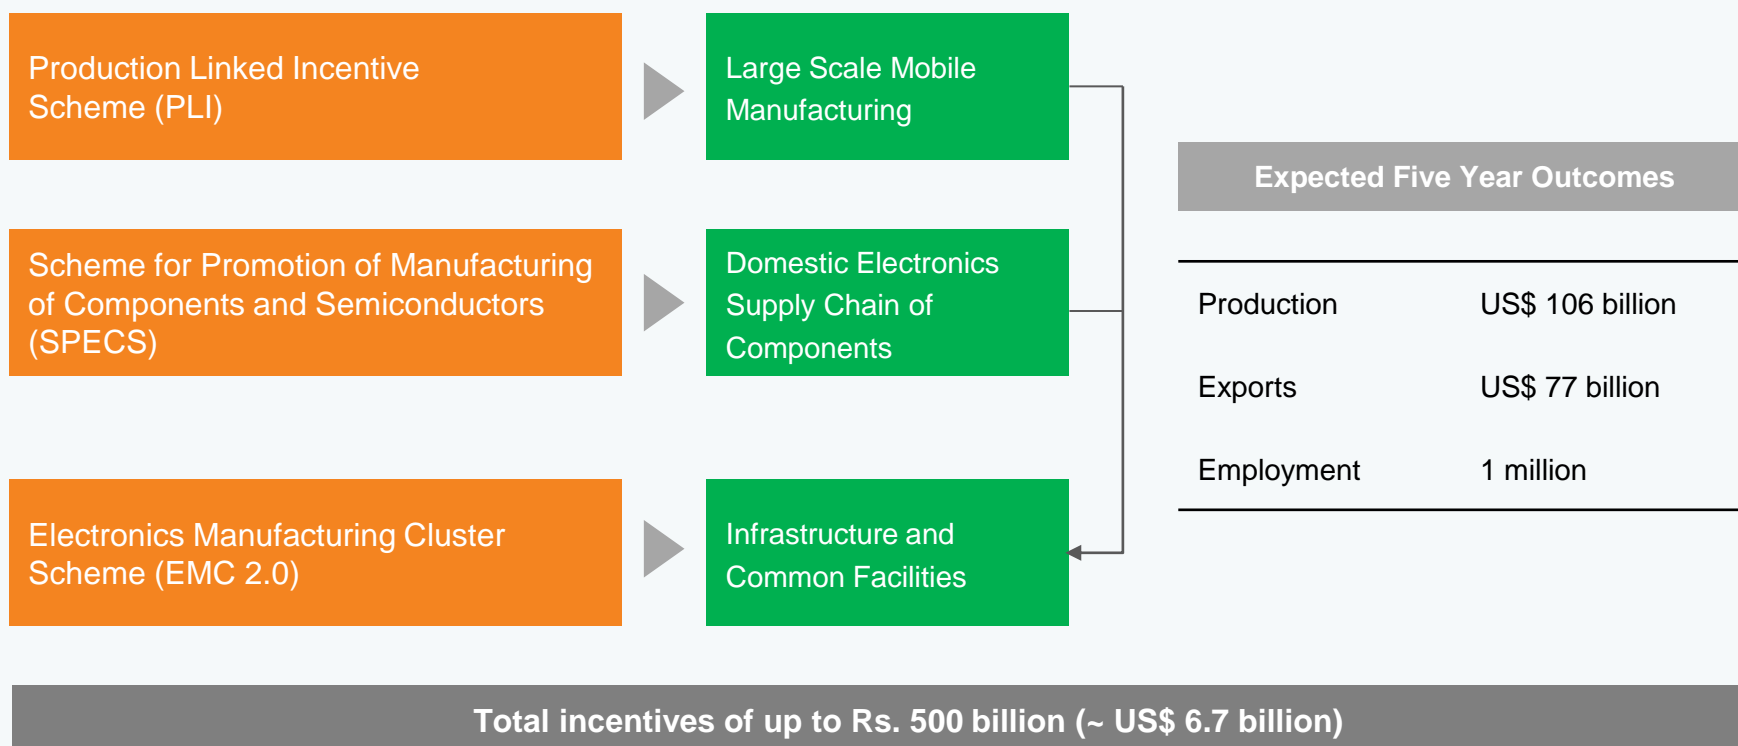 Production Linked Incentive
Scheme (PLI)
Large Scale Mobile
Manufacturing
Scheme for Promotion of Manufacturing
of Components and Semiconductors
(SPECS)
Domestic Electronics
Supply Chain of
Components
Electronics Manufacturing Cluster
Scheme (EMC 2.0)
Infrastructure and
Common Facilities
Expected Five Year Outcomes
Production US$ 106 billion
Exports US$ 77 billion
Employment 1 million
Total incentives of up to Rs. 500 billion (~ US$ 6.7 billion)